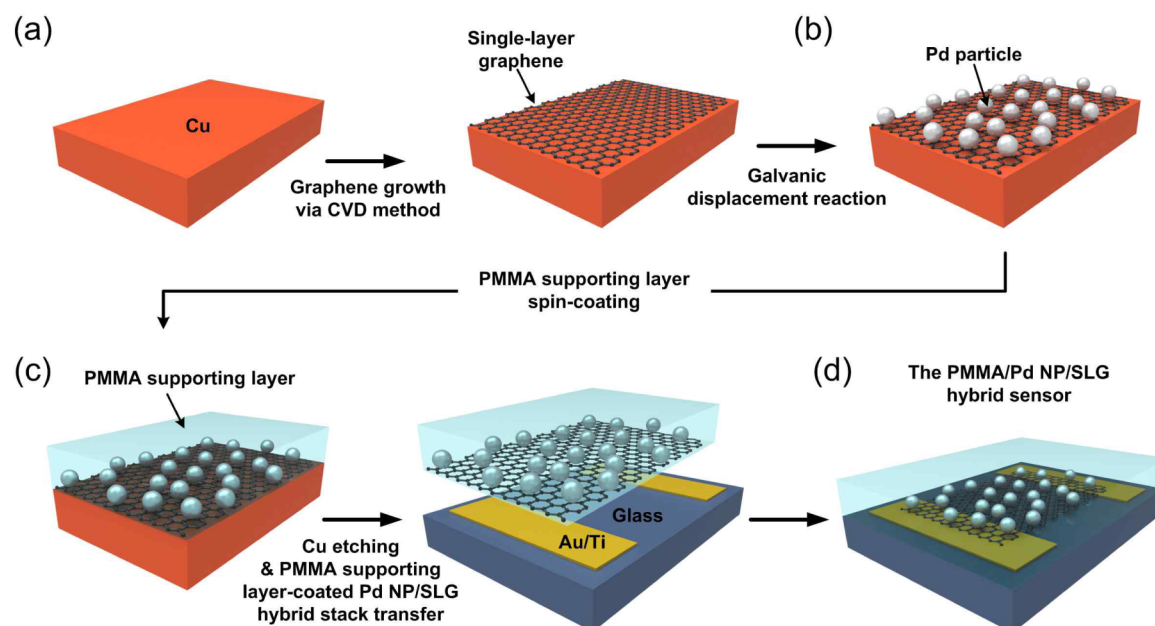 (a)
Cu
Graphene growth
via CVD method
Single-layer
graphene
Galvanic
displacement reaction
(b)
Pd particle
PMMA supporting layer
spin-coating
(c)
PMMA supporting layer
Cu etching
& PMMA supporting
layer-coated Pd NP/SLG
hybrid stack transfer
Glass
Au/Ti
(d)
The PMMA/Pd NP/SLG
hybrid sensor